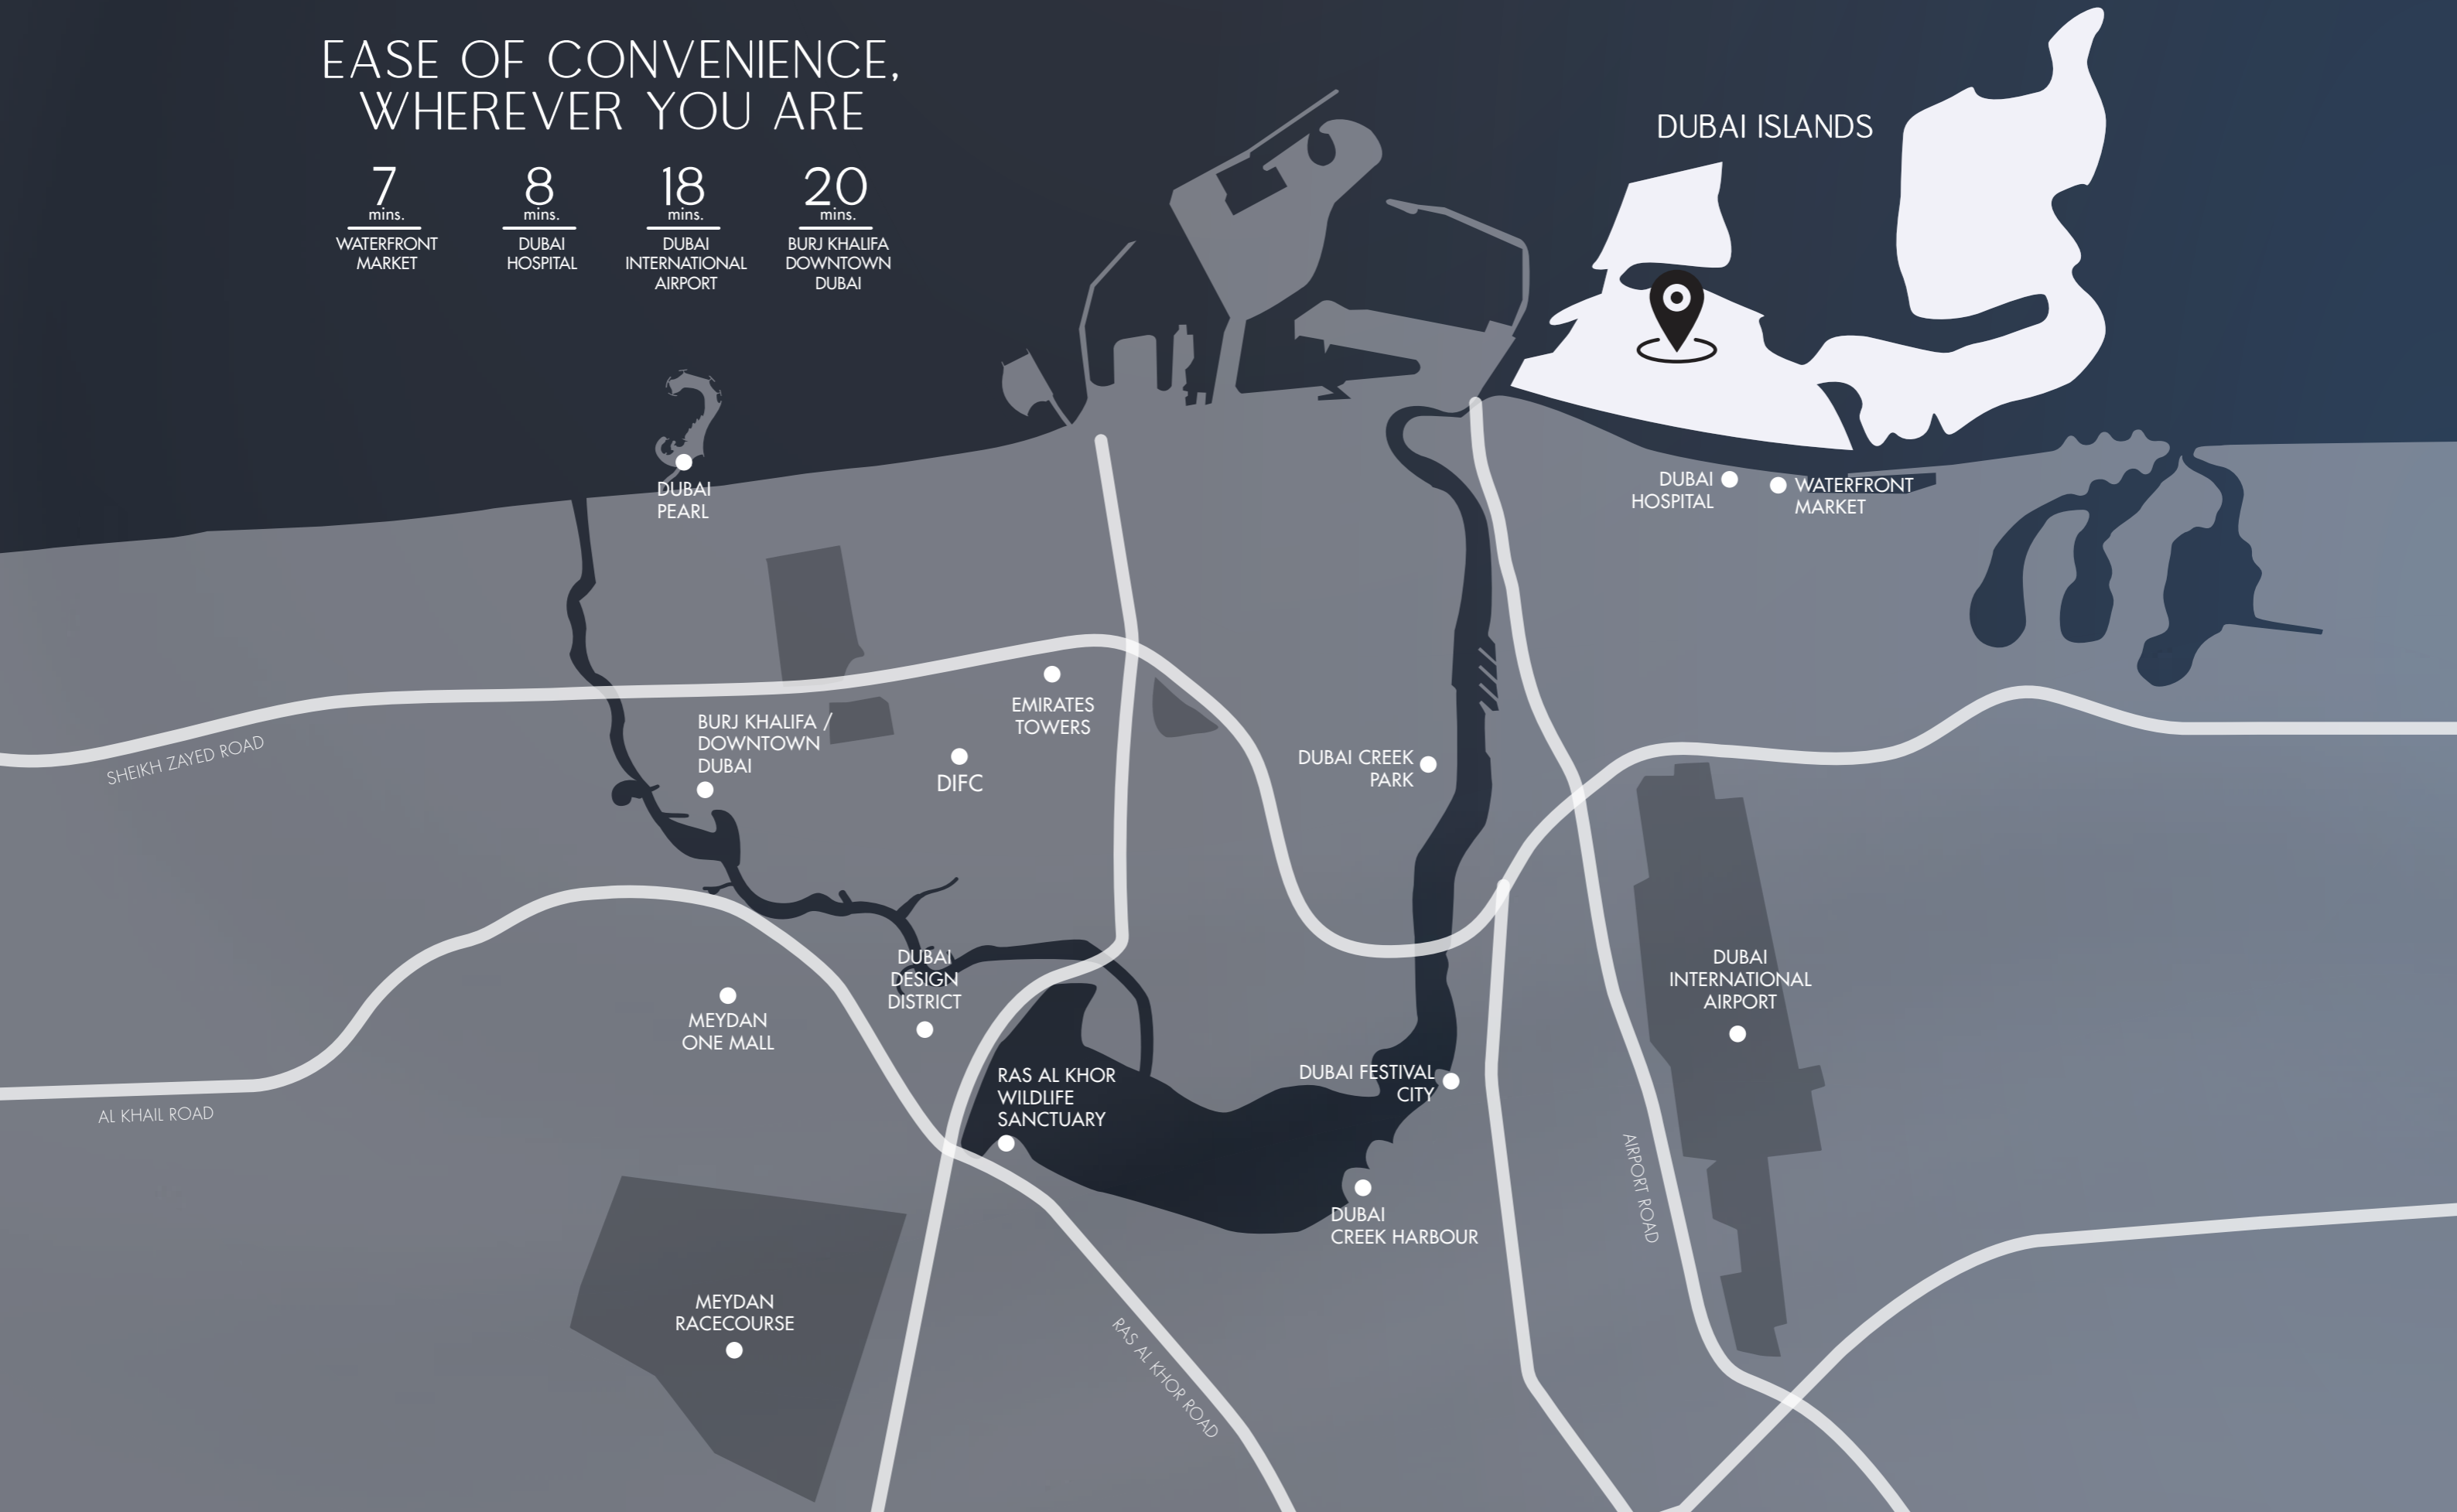 EASE OF CONVENIENCE,
WHEREVER YOU ARE
7
mins.
WATERFRONT
MARKET
8
mins.
DUBAI
HOSPITAL
18
mins.
DUBAI
INTERNATIONAL
AIRPORT
20
mins.
BURJ KHALIFA
DOWNTOWN
DUBAI
DUBAI ISLANDS
DUBAI
PEARL
DUBAI
HOSPITAL
WATERFRONT
MARKET
EMIRATES
TOWERS
BURJ KHALIFA /
DOWNTOWN
DUBAI
DIFC
DUBAI CREEK
PARK
SHEIKH ZAYED ROAD
DUBAI
DESIGN
DISTRICT
DUBAI
INTERNATIONAL
AIRPORT
MEYDAN
ONE MALL
RAS AL KHOR
WILDLIFE
SANCTUARY
DUBAI FESTIVAL
CITY
AL KHAIL ROAD
AIRPORT ROAD
DUBAI
CREEK HARBOUR
MEYDAN
RACECOURSE
RAS AL KHOR ROAD